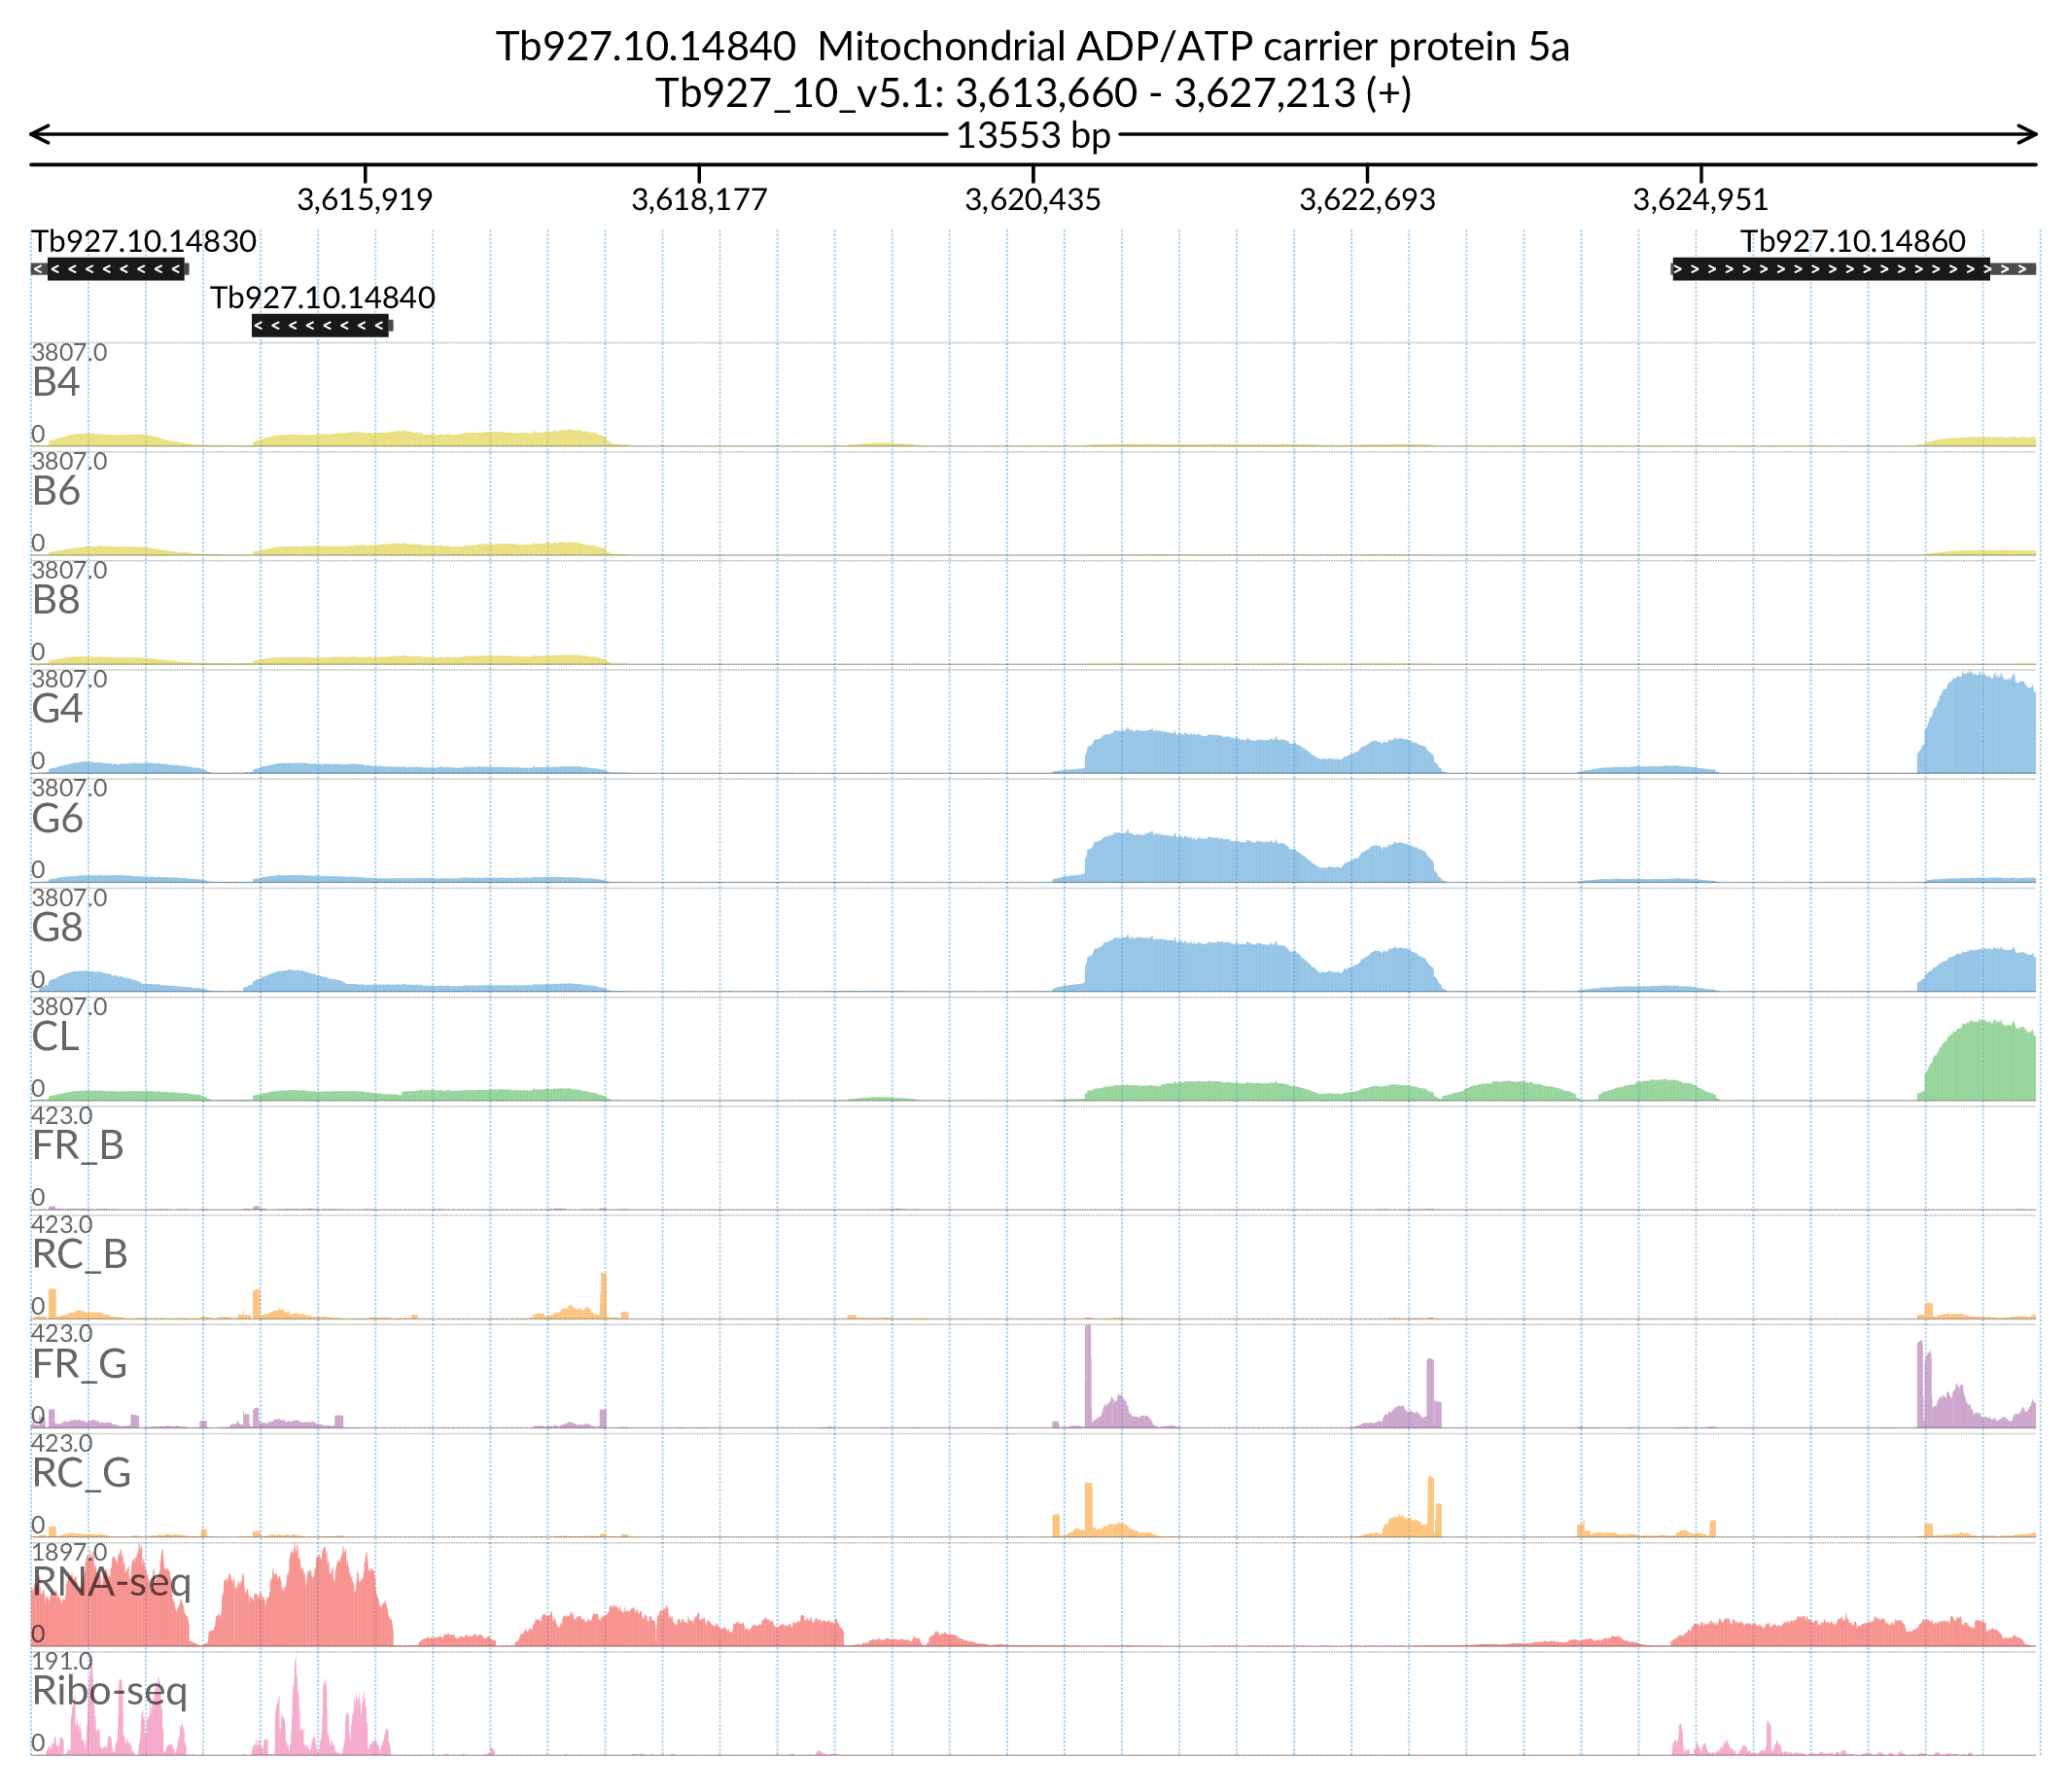 Tb927.10.14840  Mitochondrial ADP/ATP carrier protein 5a
Tb927_10_v5.1: 3,613,660 - 3,627,213 (+)
13553 bp
3,615,919 3,618,177 3,620,435 3,622,693 3,624,951
Tb927.10.14830 Tb927.10.14860
Tb927.10.14840
3807.0
B4
0
3807.0
B6
0
3807.0
B8
0
3807.0
G4
0
3807.0
G6
0
3807.0
G8
0
3807.0
CL
0
423.0
FR_B
0
423.0
RC_B
0
423.0
FR_G
0
423.0
RC_G
0
1897.0
RNA-seq
0
191.0
Ribo-seq
0